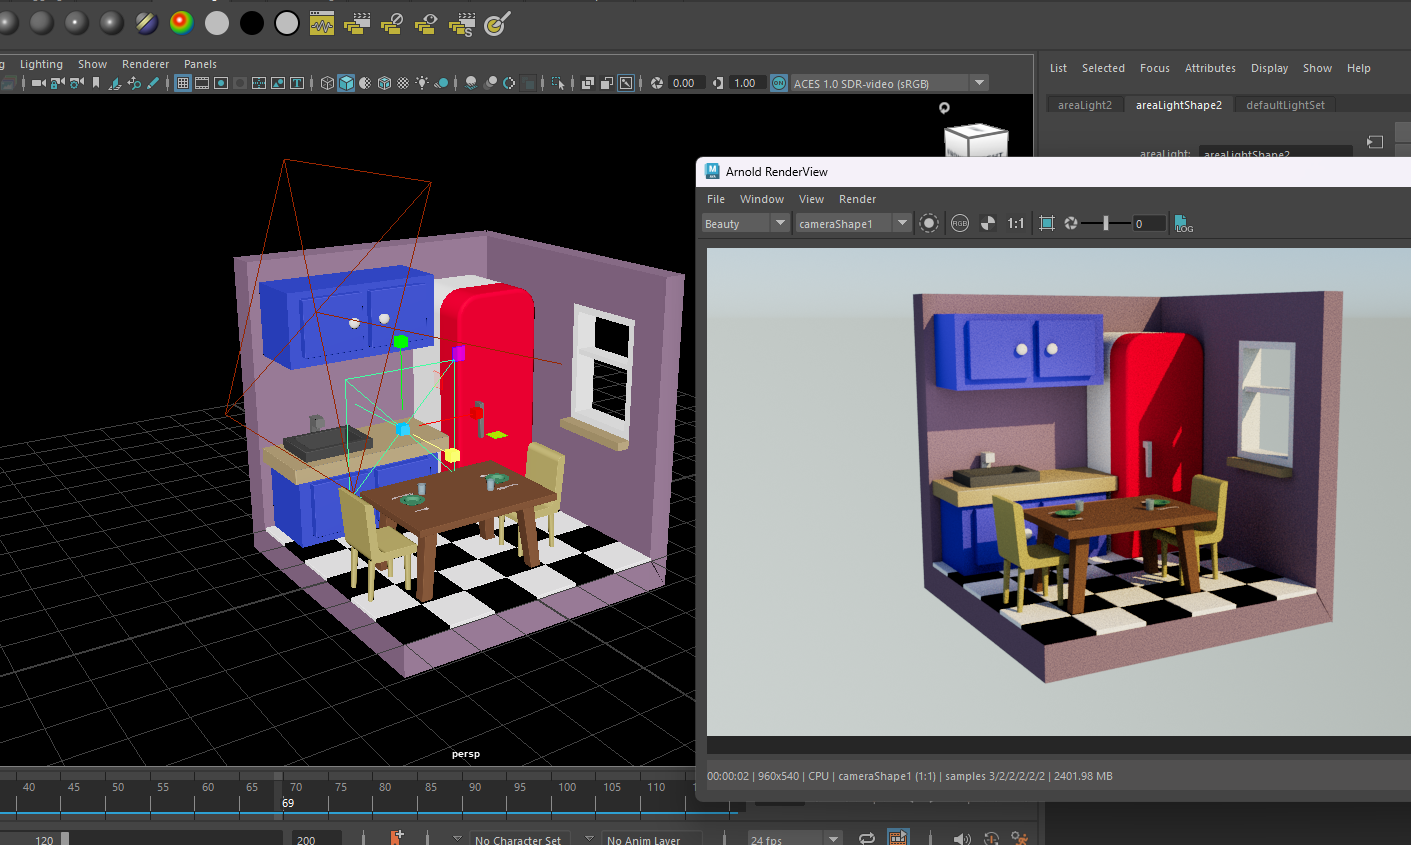 Lighting Show Renderer Panels
0.00 1.00 ON ACES 1.0 SDR-video (sRGB)
List Selected Focus Attributes Display Show Help
areaLight2 areaLightShape2 defaultLightSet
areaLight: areaLightShape2
Arnold RenderView
File Window View Render
Beauty cameraShape1 RGB 1:1 0 LOG
persp
00:00:02 | 960x540 | CPU | cameraShape1 (1:1) | samples 3/2/2/2/2/2 | 2401.98 MB
40 45 50 55 60 65 70 75 80 85 90 95 100 105 110
69
120 200 No Character Set No Anim Layer 24 fps